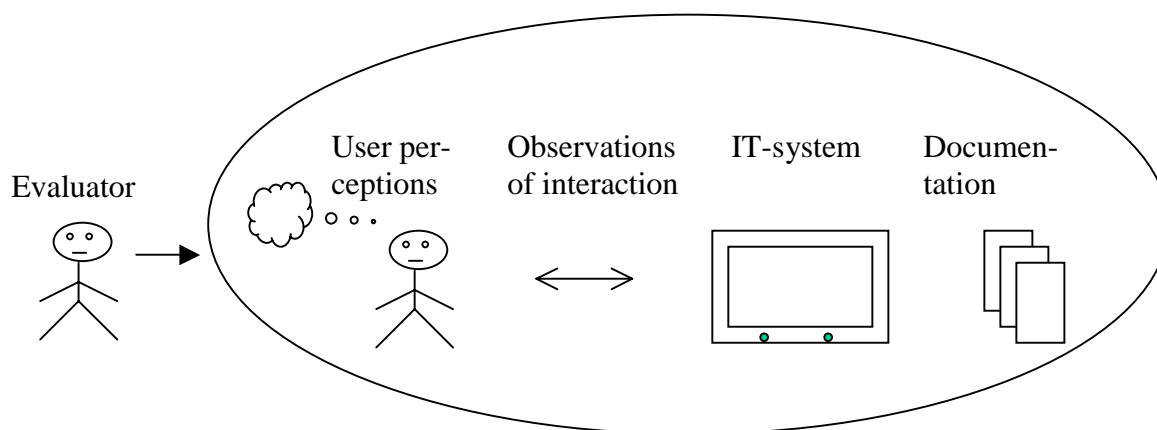 Evaluator
User per-
ceptions
Observations
of interaction
IT-system
Documen-
tation